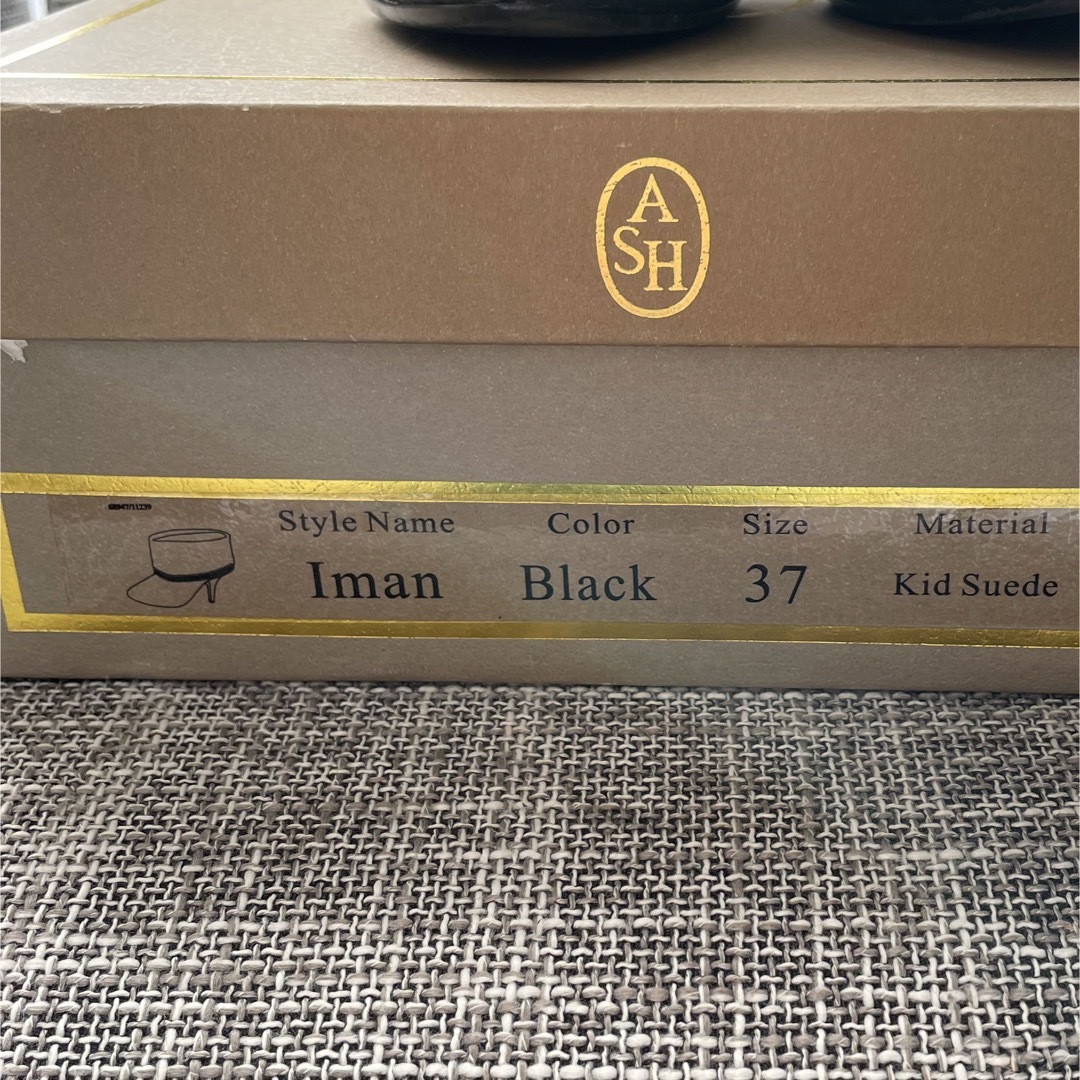 A
SH
Style Name Color Size Material
Iman Black 37 Kid Suede